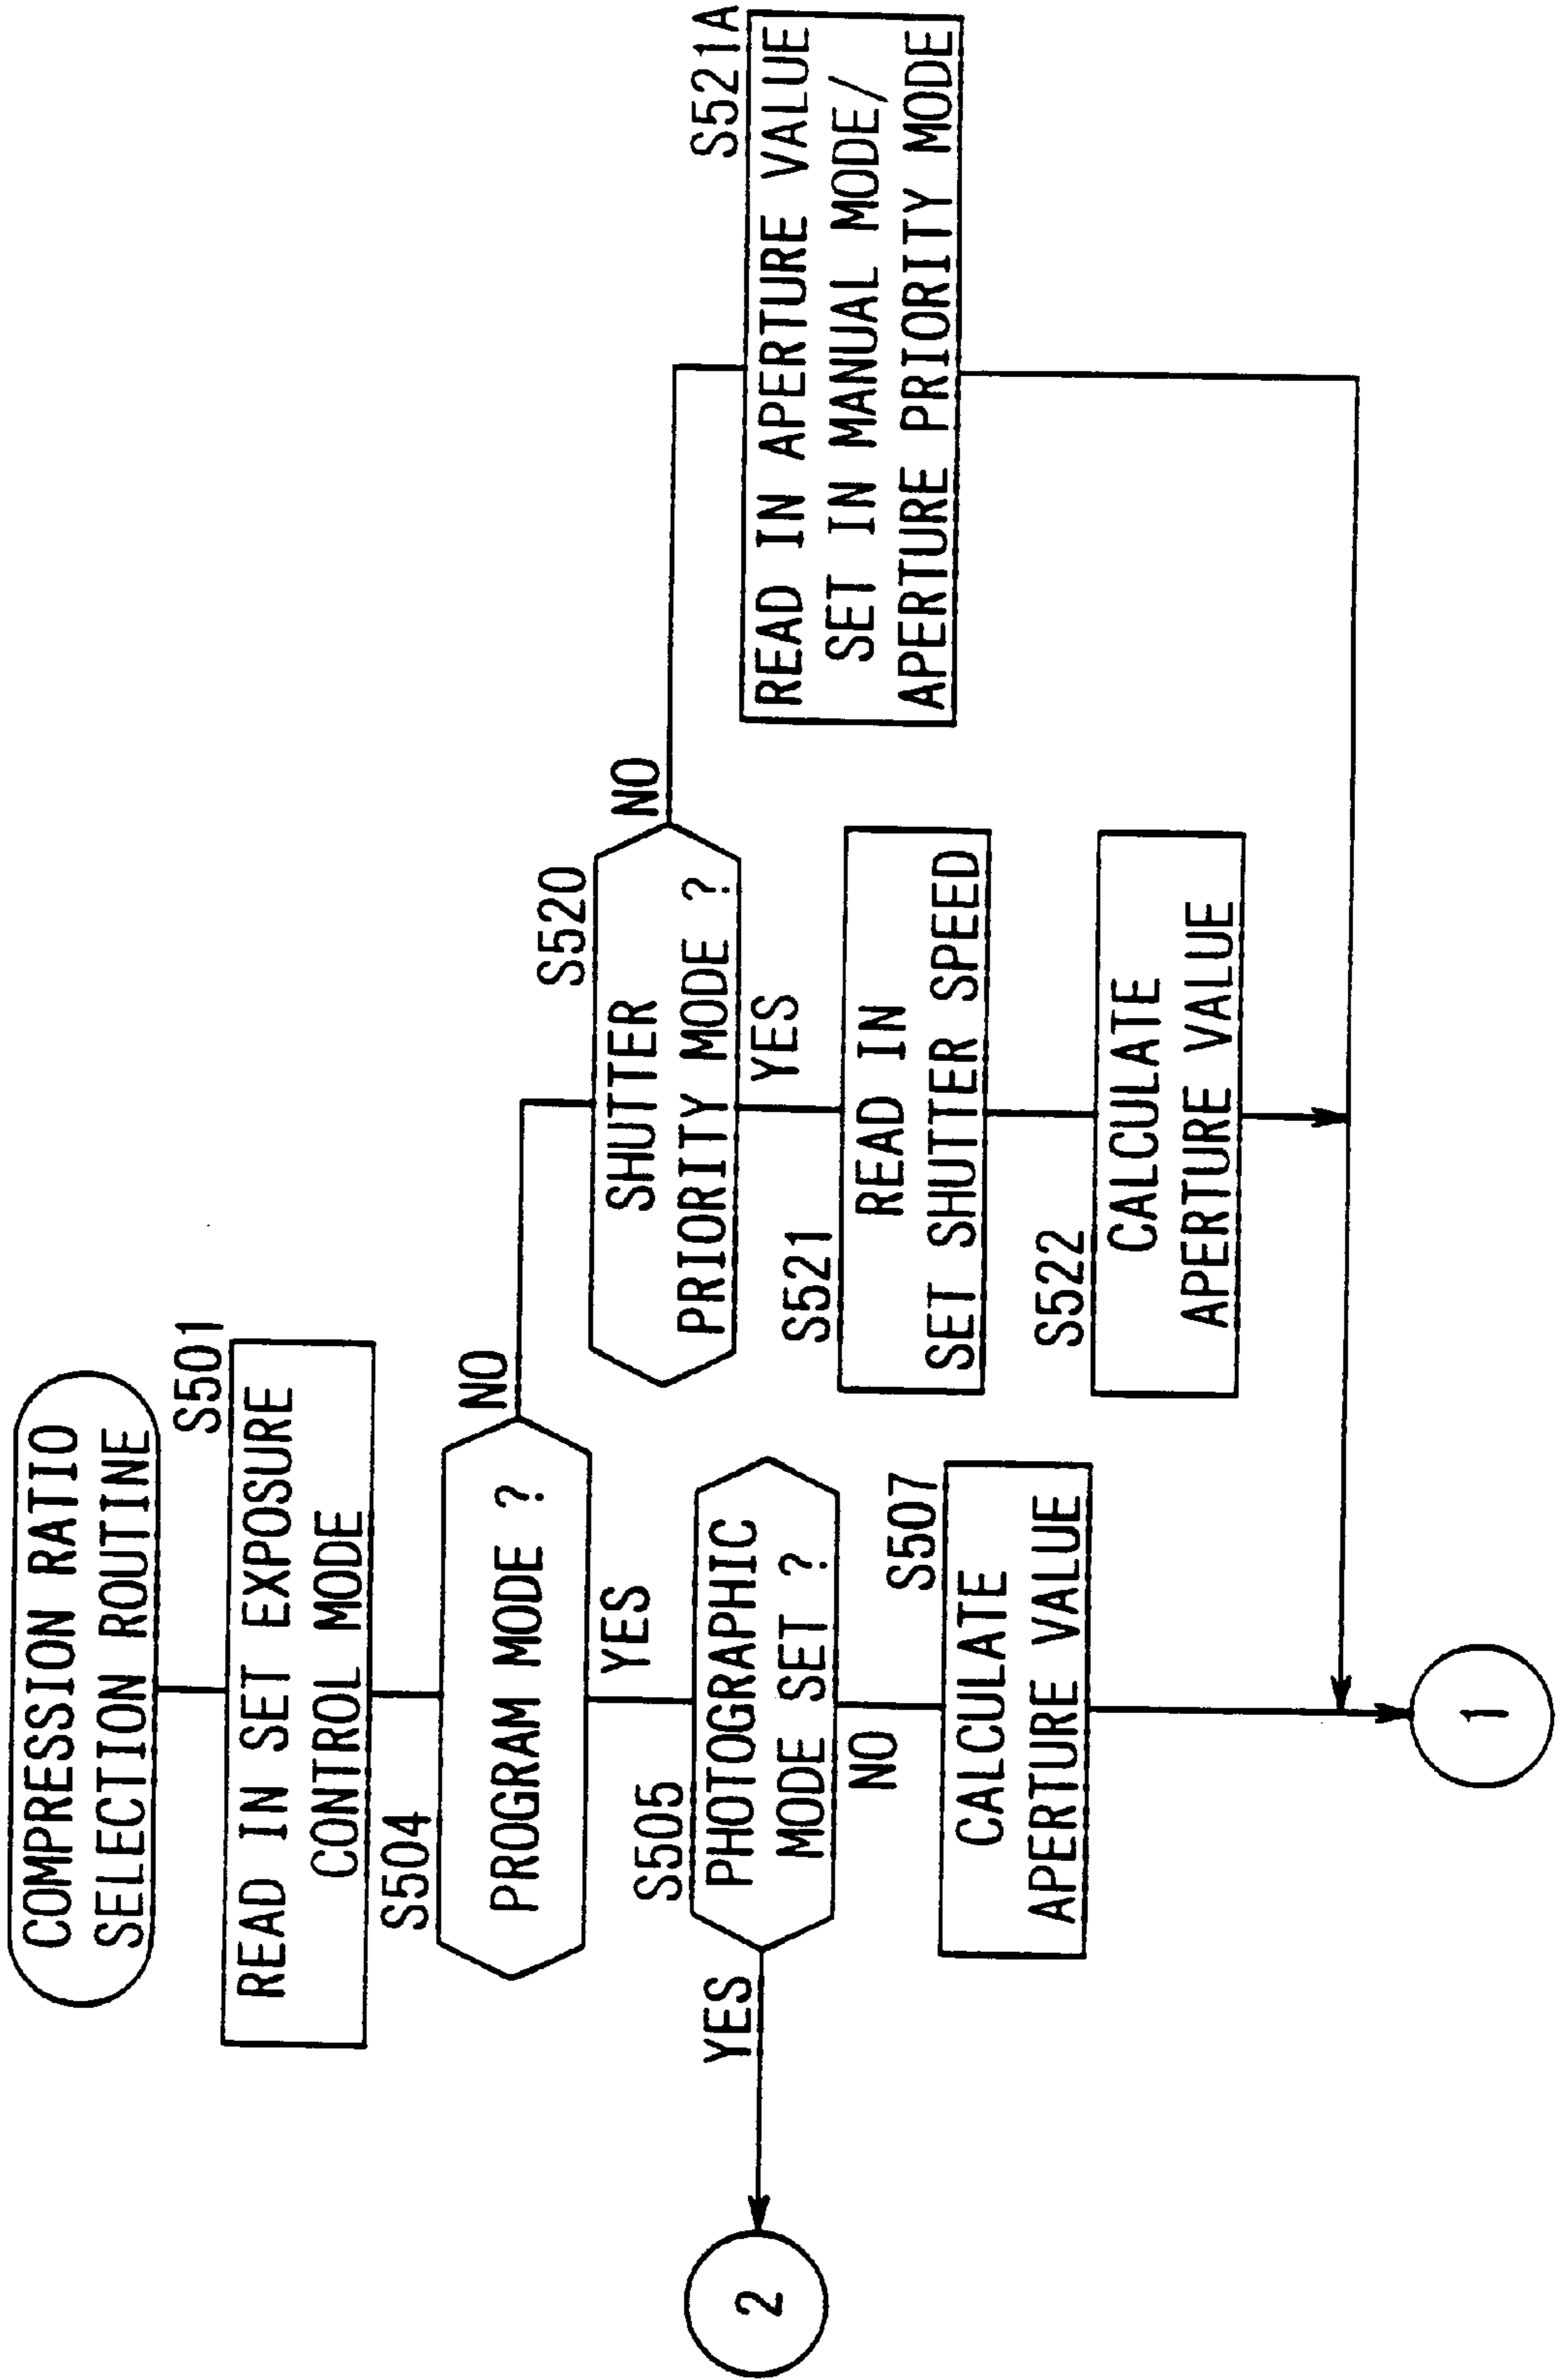 COMPRESSION RATIO
SELECTION ROUTINE
S501
READ IN SET EXPOSURE
CONTROL MODE
S504
PROGRAM MODE ?
NO
YES
S505
PHOTOGRAPHIC
MODE SET ?
YES
2
NO
S507
CALCULATE
APERTURE VALUE
S520
SHUTTER
PRIORITY MODE ?
NO
YES
S521
READ IN
SET SHUTTER SPEED
S522
CALCULATE
APERTURE VALUE
S521A
READ IN APERTURE VALUE
SET IN MANUAL MODE/
APERTURE PRIORITY MODE
1